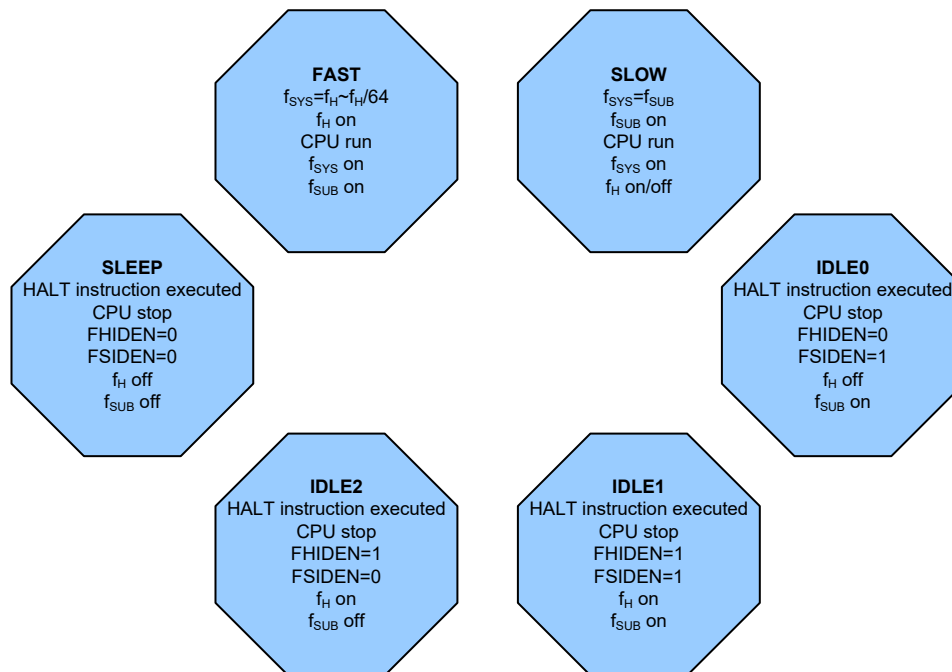 FAST
fSYS=fH~fH/64
fH on
CPU run
fSYS on
fSUB on
SLOW
fSYS=fSUB
fSUB on
CPU run
fSYS on
fH on/off
SLEEP
HALT instruction executed
CPU stop
FHIDEN=0
FSIDEN=0
fH off
fSUB off
IDLE0
HALT instruction executed
CPU stop
FHIDEN=0
FSIDEN=1
fH off
fSUB on
IDLE2
HALT instruction executed
CPU stop
FHIDEN=1
FSIDEN=0
fH on
fSUB off
IDLE1
HALT instruction executed
CPU stop
FHIDEN=1
FSIDEN=1
fH on
fSUB on